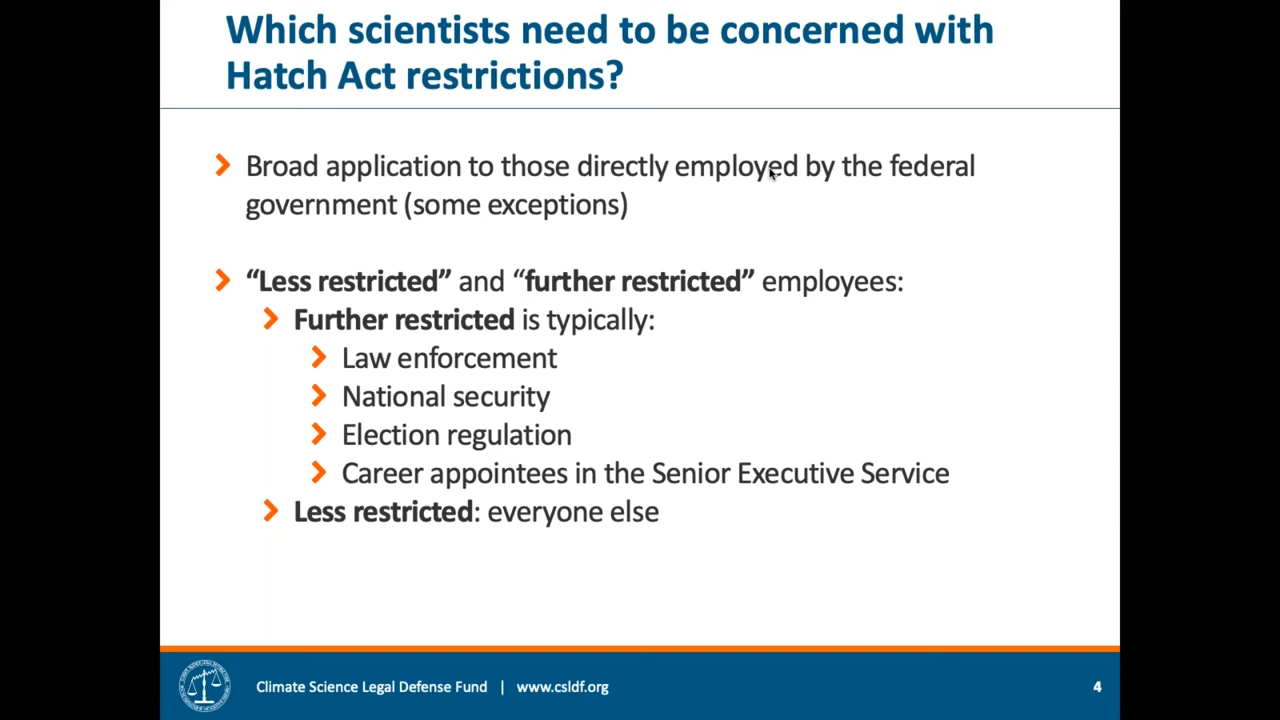 Which scientists need to be concerned with
Hatch Act restrictions?
Broad application to those directly employed by the federal
government (some exceptions)
“Less restricted” and “further restricted” employees:
Further restricted is typically:
Law enforcement
National security
Election regulation
Career appointees in the Senior Executive Service
Less restricted: everyone else
Climate Science Legal Defense Fund | www.csldf.org
4